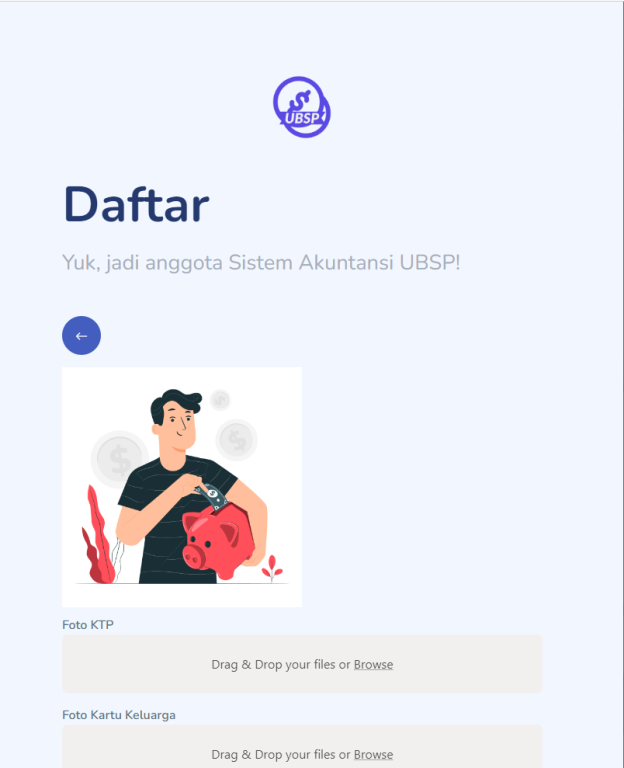 UBSP
Daftar
Yuk, jadi anggota Sistem Akuntansi UBSP!
Foto KTP
Drag & Drop your files or Browse
Foto Kartu Keluarga
Drag & Drop your files or Browse